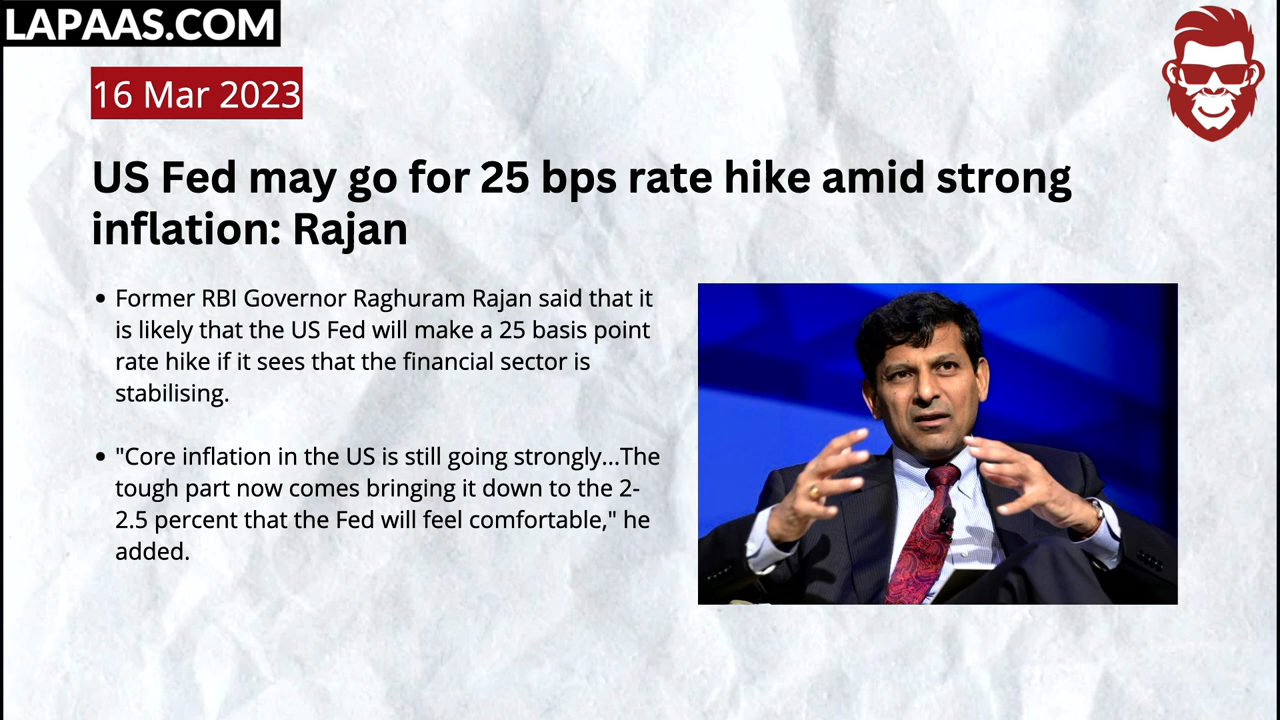 LAPAAS.COM
16 Mar 2023
US Fed may go for 25 bps rate hike amid strong
inflation: Rajan
• Former RBI Governor Raghuram Rajan said that it
is likely that the US Fed will make a 25 basis point
rate hike if it sees that the financial sector is
stabilising.
• "Core inflation in the US is still going strongly...The
tough part now comes bringing it down to the 2-
2.5 percent that the Fed will feel comfortable," he
added.